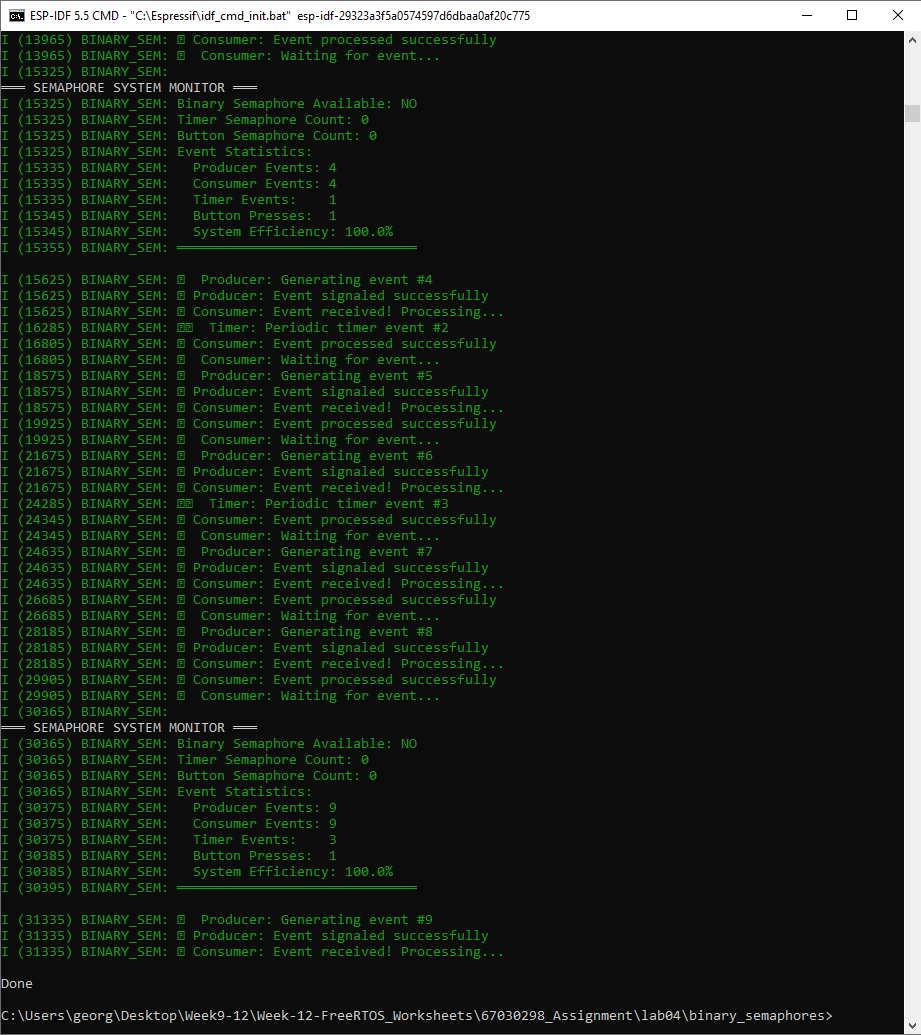 ESP-IDF 5.5 CMD - "C:\Espressif\idf_cmd_init.bat" esp-idf-29323a3f5a0574597d6dbaa0af20c775
I (13965) BINARY_SEM: Consumer: Event processed successfully
I (13965) BINARY_SEM: Consumer: Waiting for event...
I (15325) BINARY_SEM:
═══ SEMAPHORE SYSTEM MONITOR ═══
I (15325) BINARY_SEM: Binary Semaphore Available: NO
I (15325) BINARY_SEM: Timer Semaphore Count: 0
I (15325) BINARY_SEM: Button Semaphore Count: 0
I (15325) BINARY_SEM: Event Statistics:
I (15335) BINARY_SEM:   Producer Events: 4
I (15335) BINARY_SEM:   Consumer Events: 4
I (15335) BINARY_SEM:   Timer Events:    1
I (15345) BINARY_SEM:   Button Presses:  1
I (15345) BINARY_SEM:   System Efficiency: 100.0%
I (15355) BINARY_SEM: ══════════════════════════════
I (15625) BINARY_SEM: Producer: Generating event #4
I (15625) BINARY_SEM: Producer: Event signaled successfully
I (15625) BINARY_SEM: Consumer: Event received! Processing...
I (16285) BINARY_SEM: Timer: Periodic timer event #2
I (16805) BINARY_SEM: Consumer: Event processed successfully
I (16805) BINARY_SEM: Consumer: Waiting for event...
I (18575) BINARY_SEM: Producer: Generating event #5
I (18575) BINARY_SEM: Producer: Event signaled successfully
I (18575) BINARY_SEM: Consumer: Event received! Processing...
I (19925) BINARY_SEM: Consumer: Event processed successfully
I (19925) BINARY_SEM: Consumer: Waiting for event...
I (21675) BINARY_SEM: Producer: Generating event #6
I (21675) BINARY_SEM: Producer: Event signaled successfully
I (21675) BINARY_SEM: Consumer: Event received! Processing...
I (24285) BINARY_SEM: Timer: Periodic timer event #3
I (24345) BINARY_SEM: Consumer: Event processed successfully
I (24345) BINARY_SEM: Consumer: Waiting for event...
I (24635) BINARY_SEM: Producer: Generating event #7
I (24635) BINARY_SEM: Producer: Event signaled successfully
I (24635) BINARY_SEM: Consumer: Event received! Processing...
I (26685) BINARY_SEM: Consumer: Event processed successfully
I (26685) BINARY_SEM: Consumer: Waiting for event...
I (28185) BINARY_SEM: Producer: Generating event #8
I (28185) BINARY_SEM: Producer: Event signaled successfully
I (28185) BINARY_SEM: Consumer: Event received! Processing...
I (29905) BINARY_SEM: Consumer: Event processed successfully
I (29905) BINARY_SEM: Consumer: Waiting for event...
I (30365) BINARY_SEM:
═══ SEMAPHORE SYSTEM MONITOR ═══
I (30365) BINARY_SEM: Binary Semaphore Available: NO
I (30365) BINARY_SEM: Timer Semaphore Count: 0
I (30365) BINARY_SEM: Button Semaphore Count: 0
I (30365) BINARY_SEM: Event Statistics:
I (30375) BINARY_SEM:   Producer Events: 9
I (30375) BINARY_SEM:   Consumer Events: 9
I (30375) BINARY_SEM:   Timer Events:    3
I (30385) BINARY_SEM:   Button Presses:  1
I (30385) BINARY_SEM:   System Efficiency: 100.0%
I (30395) BINARY_SEM: ══════════════════════════════
I (31335) BINARY_SEM: Producer: Generating event #9
I (31335) BINARY_SEM: Producer: Event signaled successfully
I (31335) BINARY_SEM: Consumer: Event received! Processing...
Done
C:\Users\georg\Desktop\Week9-12\Week-12-FreeRTOS_Worksheets\67030298_Assignment\lab04\binary_semaphores>